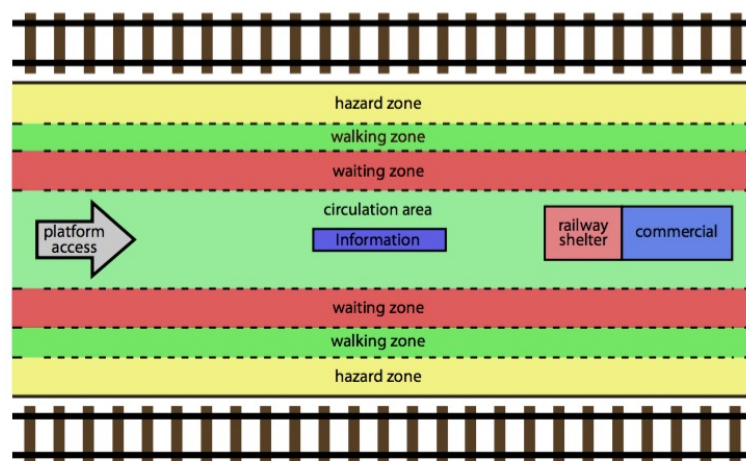 hazard zone
walking zone
waiting zone
circulation area
platform
access
Information
railway
shelter
commercial
waiting zone
walking zone
hazard zone